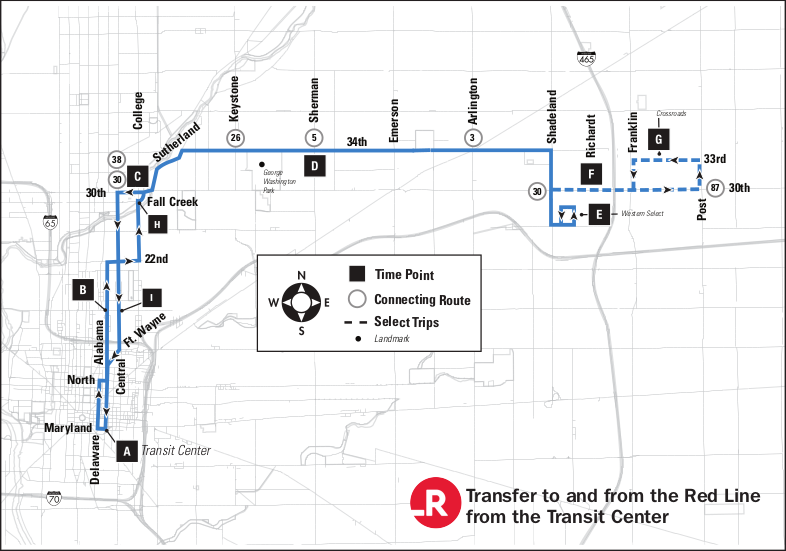 465
College
Keystone
Sherman
Emerson
Arlington
Shadeland
Richardt
Franklin
Crossroads
G
Sutherland
26
5
3
34th
33rd
38
30
C
George
Washington
Park
D
F
30
87
30th
30th
Fall Creek
Post
H
E
Western Select
65
22nd
B
I
N
W
E
S
Time Point
Connecting Route
Select Trips
Landmark
Alabama
Ft. Wayne
Central
North
Maryland
Delaware
A
Transit Center
70
R
Transfer to and from the Red Line
from the Transit Center